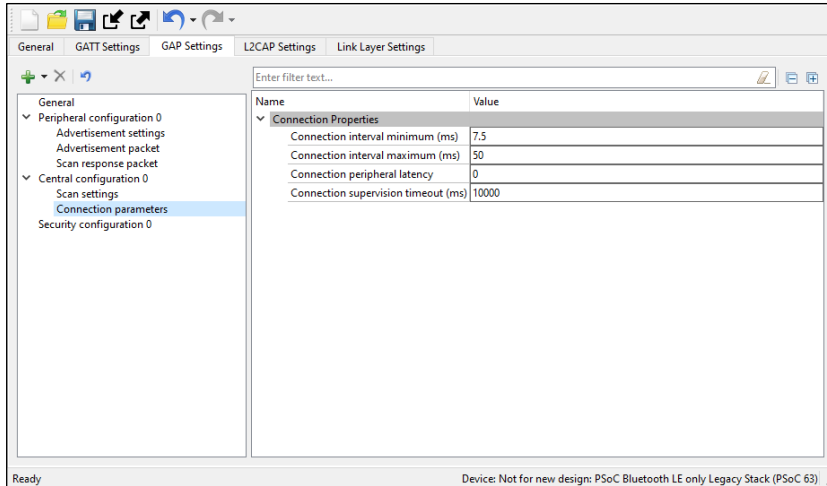 General GATT Settings GAP Settings L2CAP Settings Link Layer Settings
Enter filter text...
General
Peripheral configuration 0
Advertisement settings
Advertisement packet
Scan response packet
Central configuration 0
Scan settings
Connection parameters
Security configuration 0
Name Value
Connection Properties
Connection interval minimum (ms) 7.5
Connection interval maximum (ms) 50
Connection peripheral latency 0
Connection supervision timeout (ms) 10000
Ready Device: Not for new design: PSoC Bluetooth LE only Legacy Stack (PSoC 63)